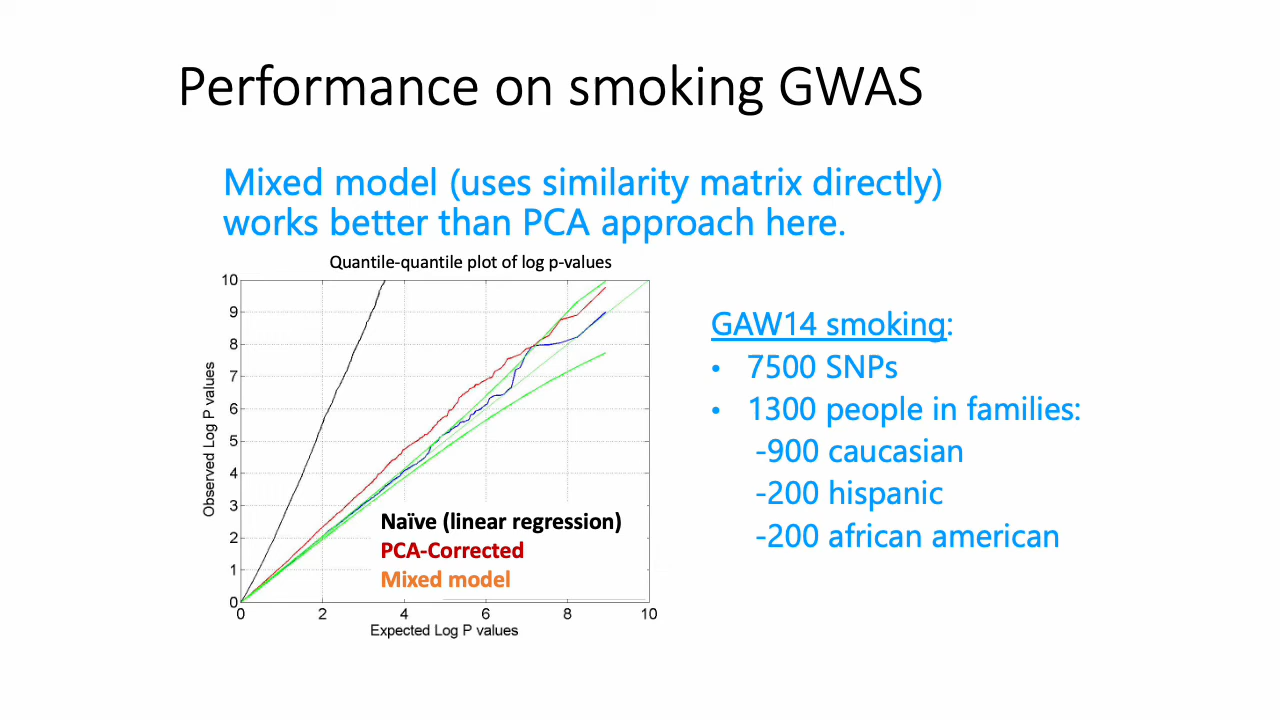 Performance on smoking GWAS
Mixed model (uses similarity matrix directly)
works better than PCA approach here.
Quantile-quantile plot of log p-values
10
9
8
7
6
5
4
3
2
1
0
Observed Log P values
0 2 4 6 8 10
Expected Log P values
Naïve (linear regression)
PCA-Corrected
Mixed model
GAW14 smoking:
• 7500 SNPs
• 1300 people in families:
-900 caucasian
-200 hispanic
-200 african american